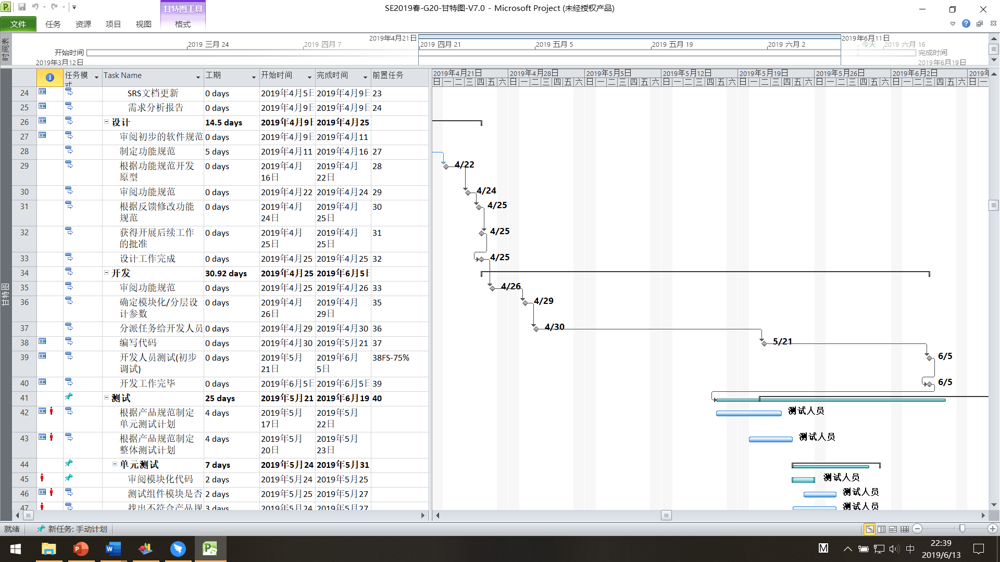 SE2019春-G20-甘特图-V7.0 - Microsoft Project (未经授权产品)
甘特图工具
文件 任务 资源 项目 视图 格式
时间表
2019年4月21日 2019年6月11日
2019 三月 24 2019 四月 7 2019 四月 21 2019 五月 5 2019 五月 19 2019 六月 2 今天 2019 六月 16
开始时间 完成时间
2019年3月12日 2019年6月19日
任务模式 Task Name 工期 开始时间 完成时间 前置任务
2019年4月21日 2019年4月28日 2019年5月5日 2019年5月12日 2019年5月19日 2019年5月26日 2019年6月2日 2019年
日 一 二 三 四 五 六 日 一 二 三 四 五 六 日 一 二 三 四 五 六 日 一 二 三 四 五 六 日 一 二 三 四 五 六 日 一 二 三 四 五 六 日 一 二 三 四 五 六 日 一
甘特图
24 SRS文档更新 0 days 2019年4月5日 2019年4月9日 23
25 需求分析报告 0 days 2019年4月9日 2019年4月9日 24
26 设计 14.5 days 2019年4月9日 2019年4月25
27 审阅初步的软件规范 0 days 2019年4月9日 2019年4月11
28 制定功能规范 5 days 2019年4月11 2019年4月16 27
29 根据功能规范开发 0 days 2019年4月 2019年4月 28 4/22
原型 16日 22日
30 审阅功能规范 0 days 2019年4月22 2019年4月24 29 4/24
31 根据反馈修改功能 0 days 2019年4月 2019年4月 30 4/25
规范 24日 25日
32 获得开展后续工作 0 days 2019年4月 2019年4月 31 4/25
的批准 25日 25日
33 设计工作完成 0 days 2019年4月25 2019年4月25 32 4/25
34 开发 30.92 days 2019年4月25 2019年6月5日
35 审阅功能规范 0 days 2019年4月25 2019年4月26 33 4/26
36 确定模块化/分层设 0 days 2019年4月 2019年4月 35 4/29
计参数 26日 29日
37 分派任务给开发人员 0 days 2019年4月29 2019年4月30 36 4/30
38 编写代码 0 days 2019年4月30 2019年5月21 37 5/21
39 开发人员测试(初步 0 days 2019年5月 2019年6月 38FS-75% 6/5
调试) 21日 5日
40 开发工作完毕 0 days 2019年6月5日 2019年6月5日 39 6/5
41 测试 25 days 2019年5月21 2019年6月19 40
42 根据产品规范制定 4 days 2019年5月 2019年5月 测试人员
单元测试计划 17日 22日
43 根据产品规范制定 4 days 2019年5月 2019年5月 测试人员
整体测试计划 20日 23日
44 单元测试 7 days 2019年5月24 2019年5月31
45 审阅模块化代码 2 days 2019年5月24 2019年5月25 测试人员
46 测试组件模块是否 2 days 2019年5月25 2019年5月27 测试人员
47 找出不符合产品规 3 days 2019年5月24 2019年5月27 测试人员
就绪 新任务: 手动计划
M 中 22:39
2019/6/13